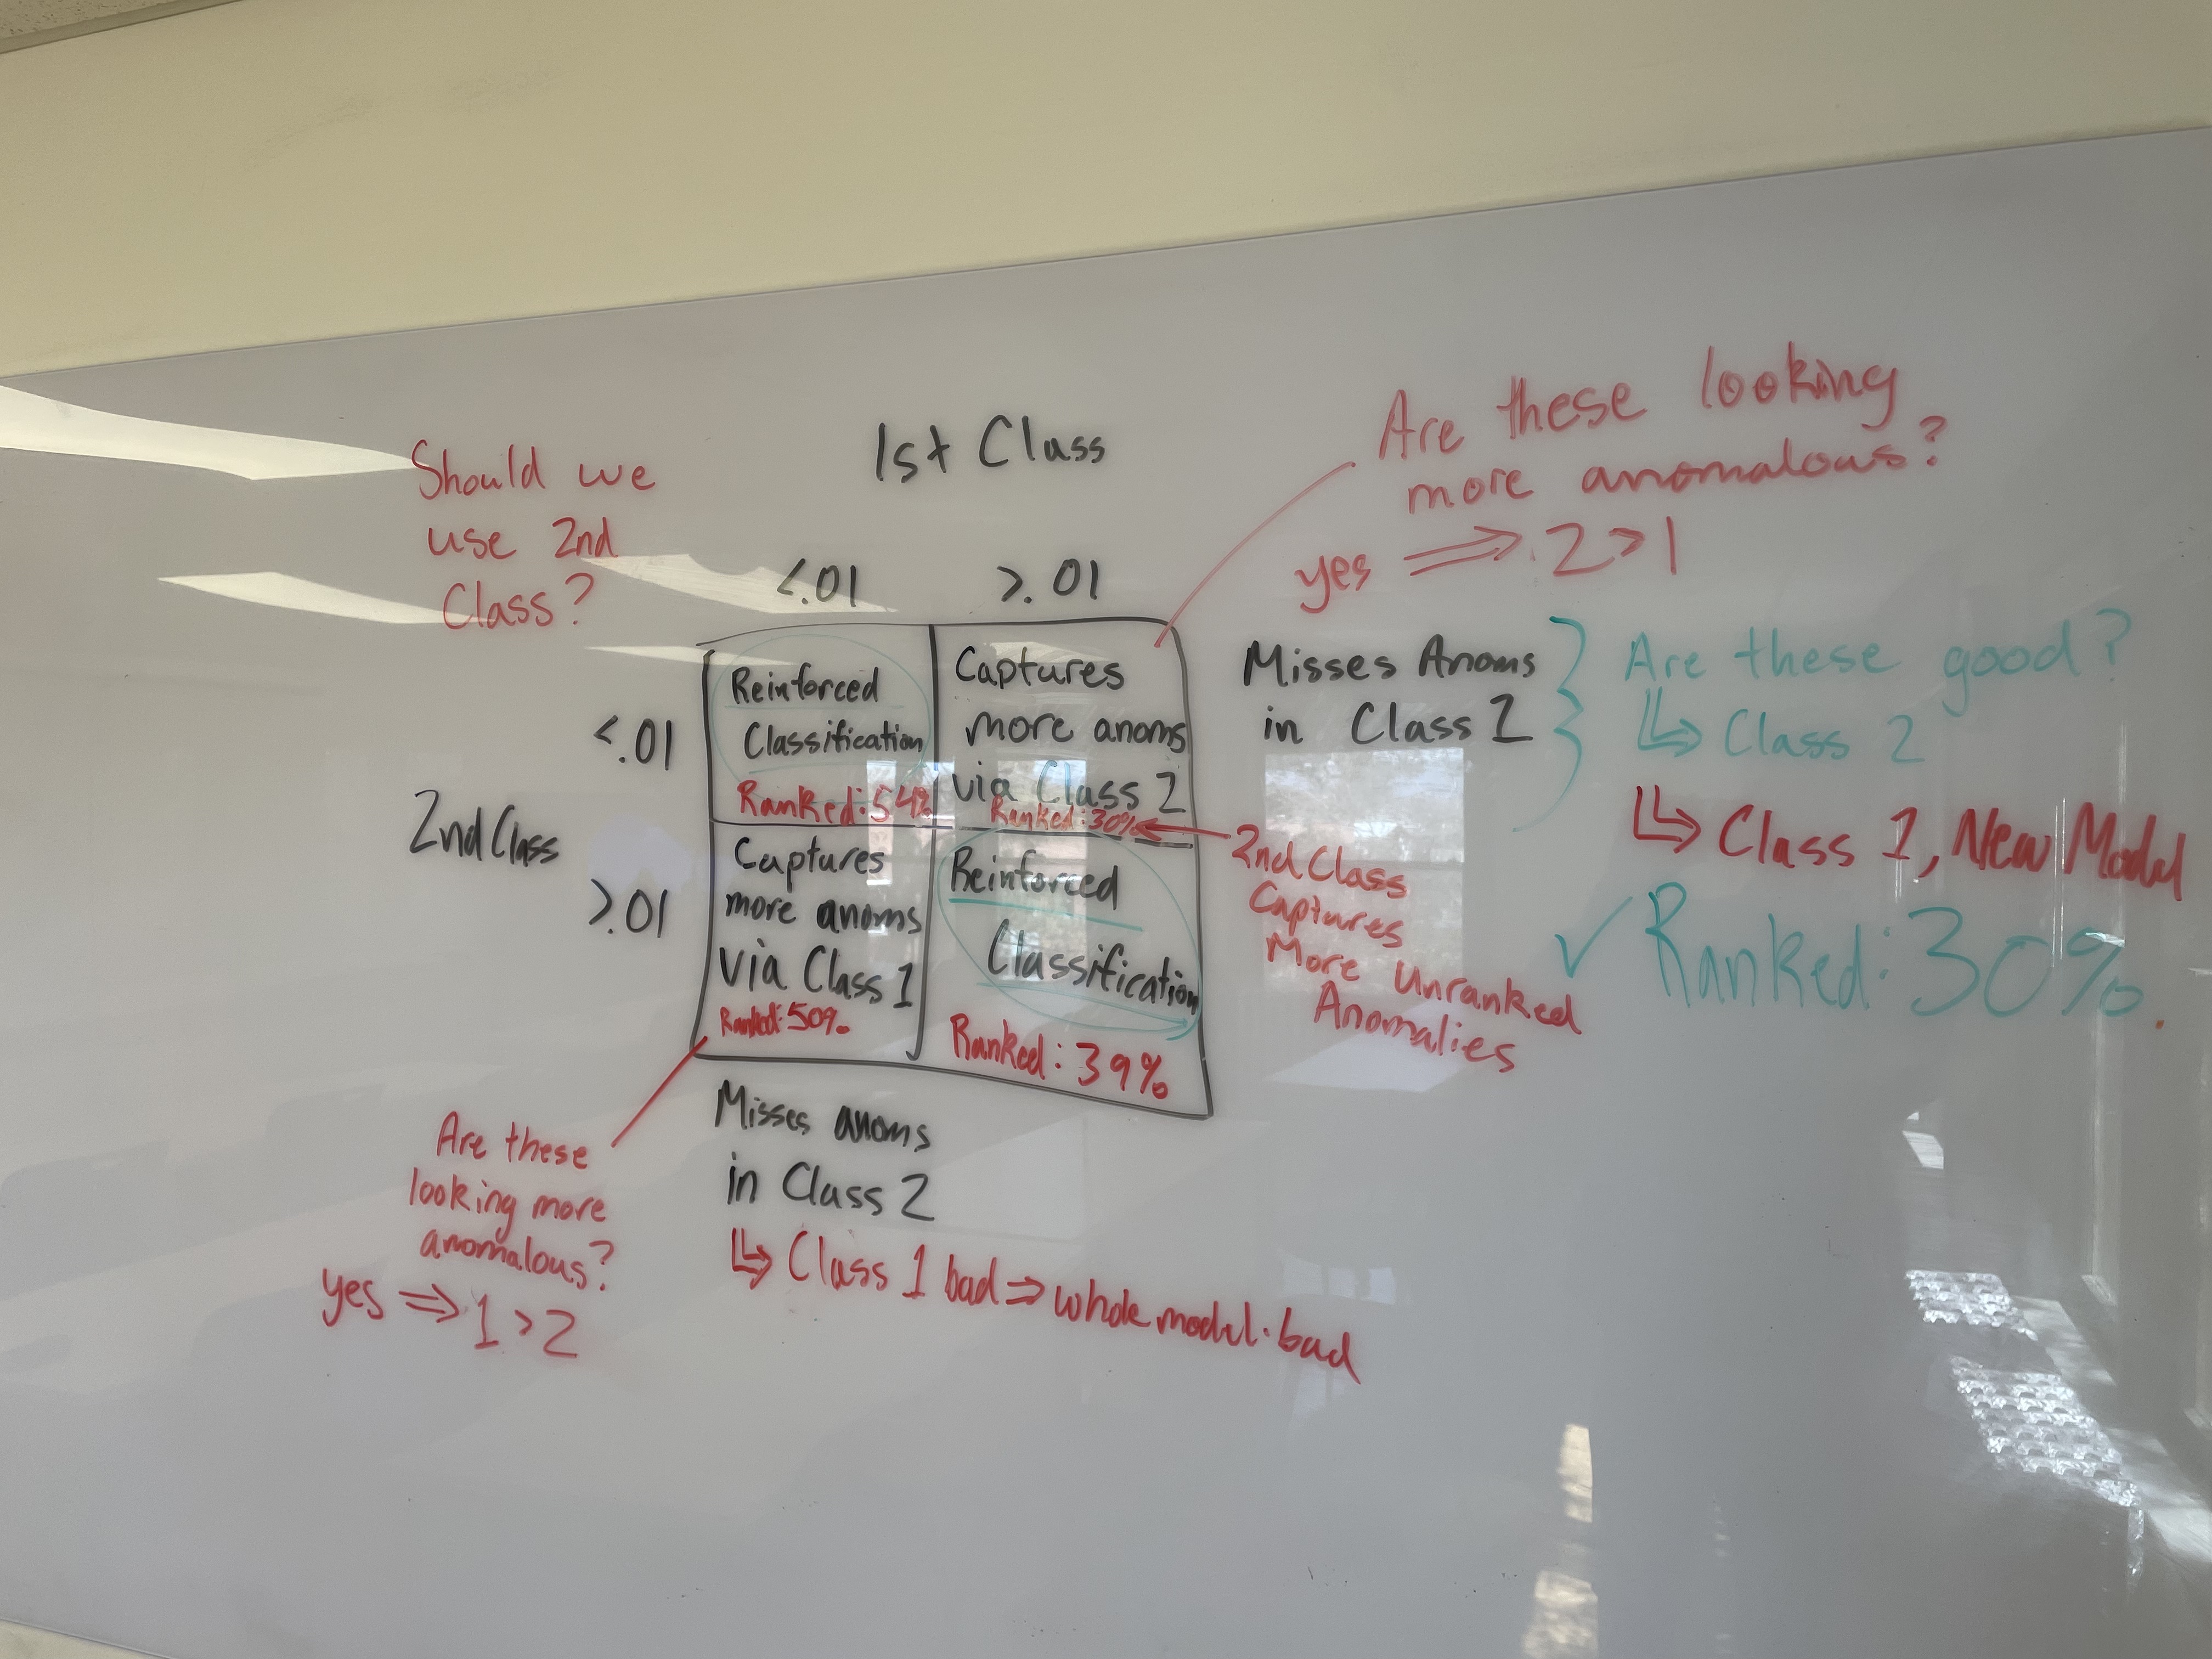 Should we
use 2nd
Class?
1st Class
Are these looking
more anomalous?
yes ⟹ 2>1
<.01 >.01
2nd Class
<.01
>.01
Reinforced
Classification
Ranked: 54%
Captures
more anoms
via Class 2
Ranked: 30%
Captures
more anoms
via Class 1
Ranked: 50%
Reinforced
Classification
Ranked: 39%
Misses Anoms
in Class 1
Are these good?
↳ Class 2
↳ Class 1, New Model
✓ Ranked: 30%.
2nd Class
Captures
More Unranked
Anomalies
Misses anoms
in Class 2
↳ Class 1 bad ⇒ whole model bad
Are these
looking more
anomalous?
yes ⟹ 1>2